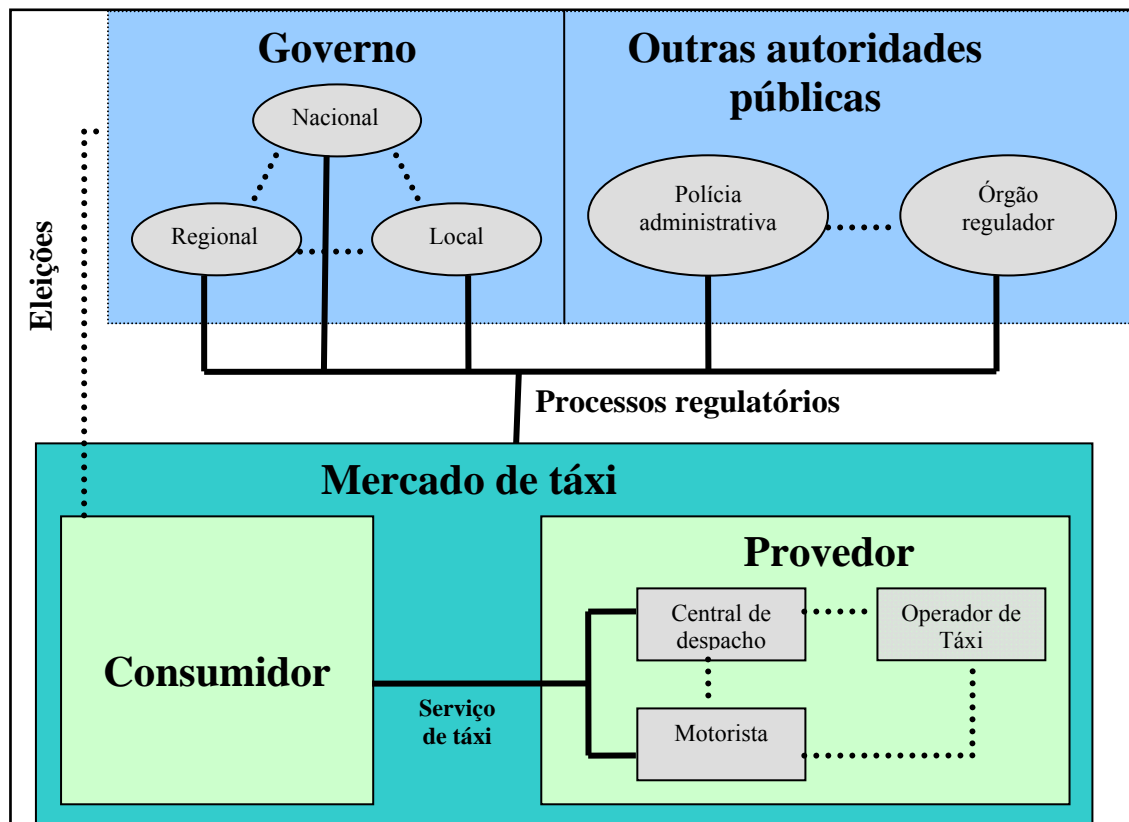 Governo
Outras autoridades
públicas
Nacional
Regional
Local
Polícia
administrativa
Órgão
regulador
Eleições
Processos regulatórios
Mercado de táxi
Consumidor
Serviço
de táxi
Provedor
Central de
despacho
Operador de
Táxi
Motorista